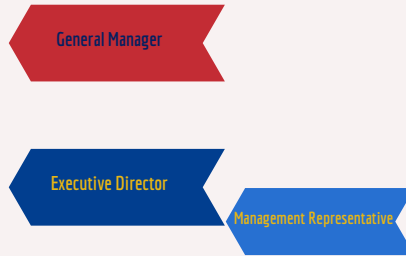 General Manager
Executive Director
Management Representative